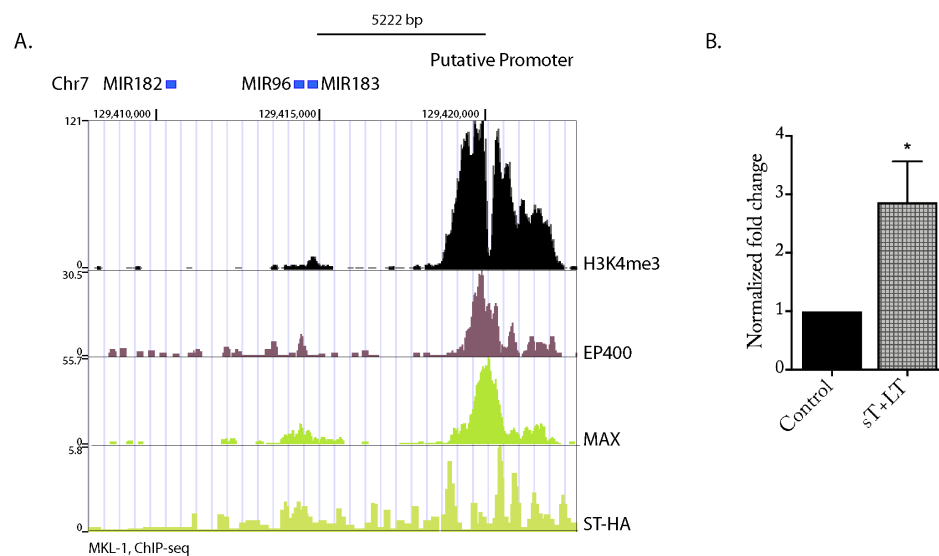 5222 bp
A.
B.
Putative Promoter
Chr7 MIR182 MIR96 MIR183
129,410,000 129,415,000 129,420,000
121
0
H3K4me3
30.5
0
EP400
55.7
0
MAX
5.8
0
ST-HA
MKL-1, ChIP-seq
Normalized fold change
4
3
2
1
0
*
Control
sT+LT